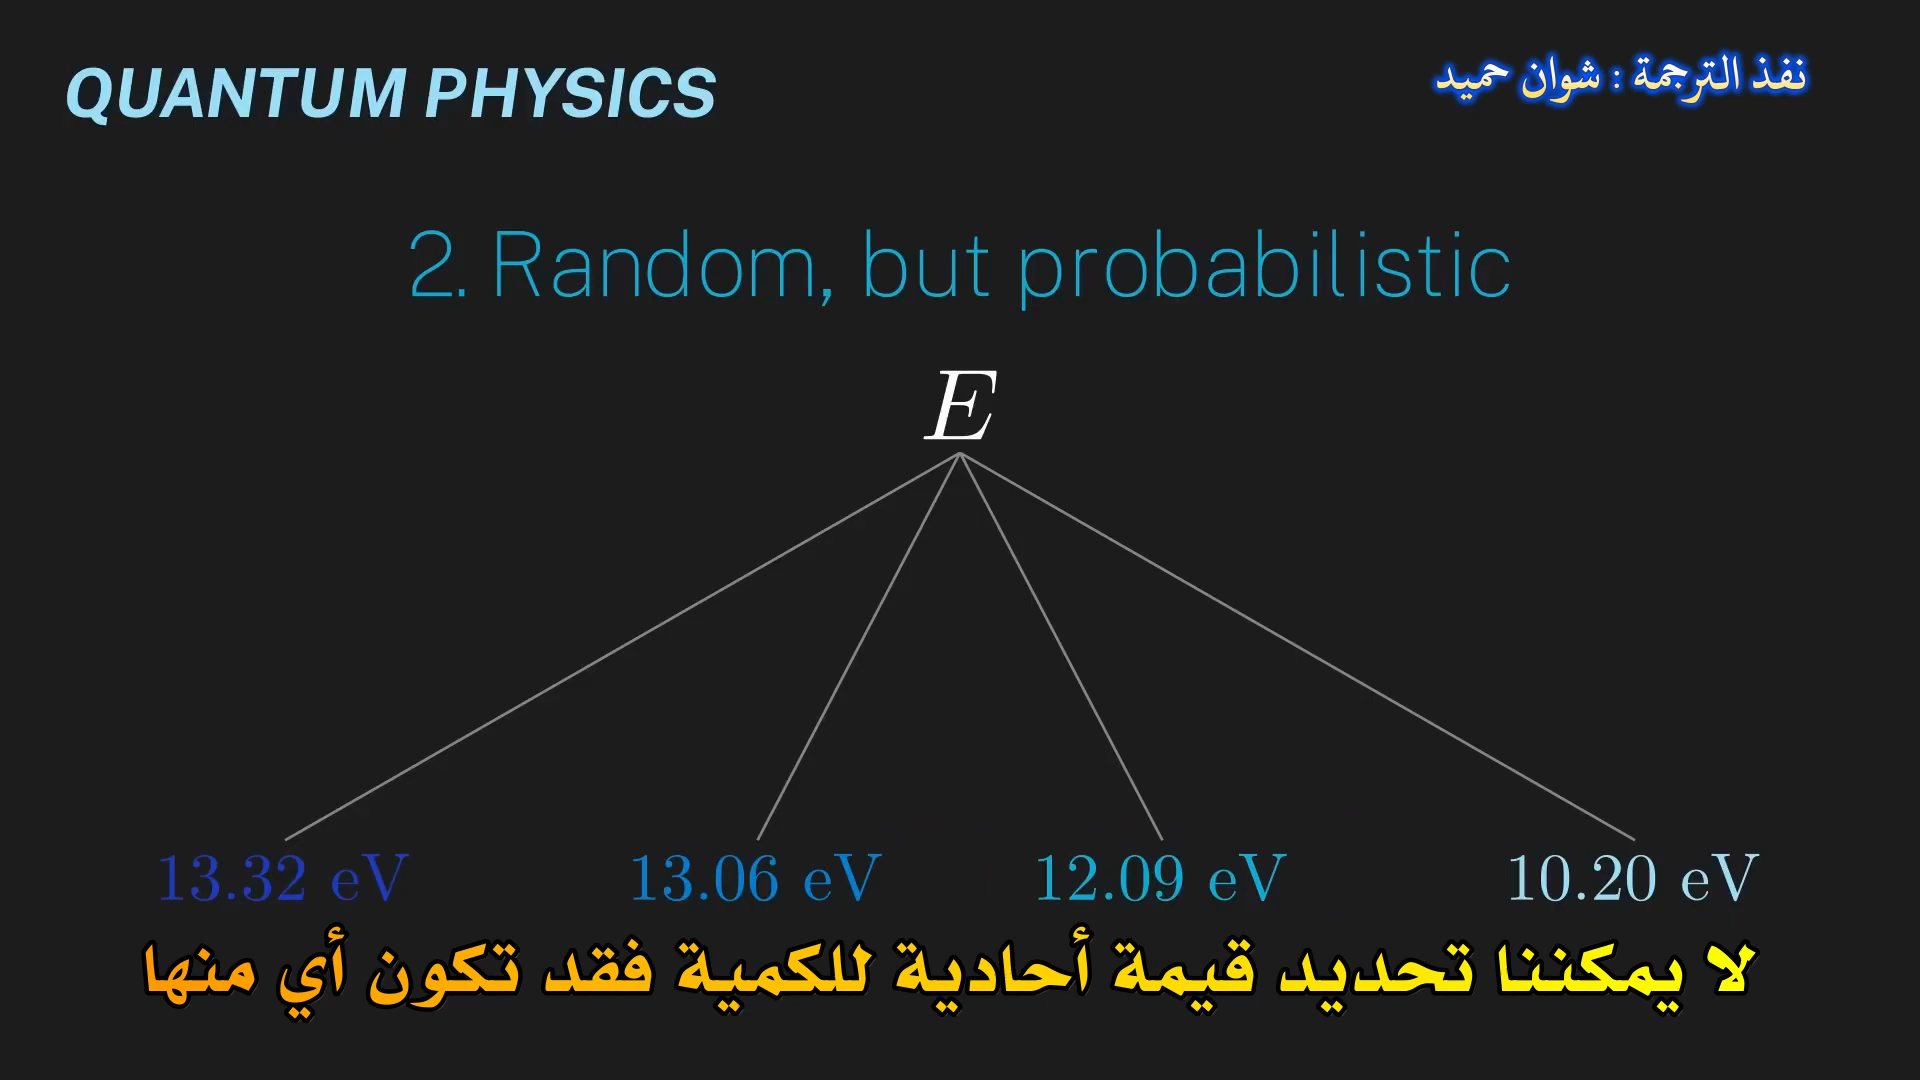 QUANTUM PHYSICS
نفذ الترجمة : شوان حميد
2. Random, but probabilistic
E
13.32 eV 13.06 eV 12.09 eV 10.20 eV
لا يمكننا تحديد قيمة أحادية للكمية فقد تكون أي منها